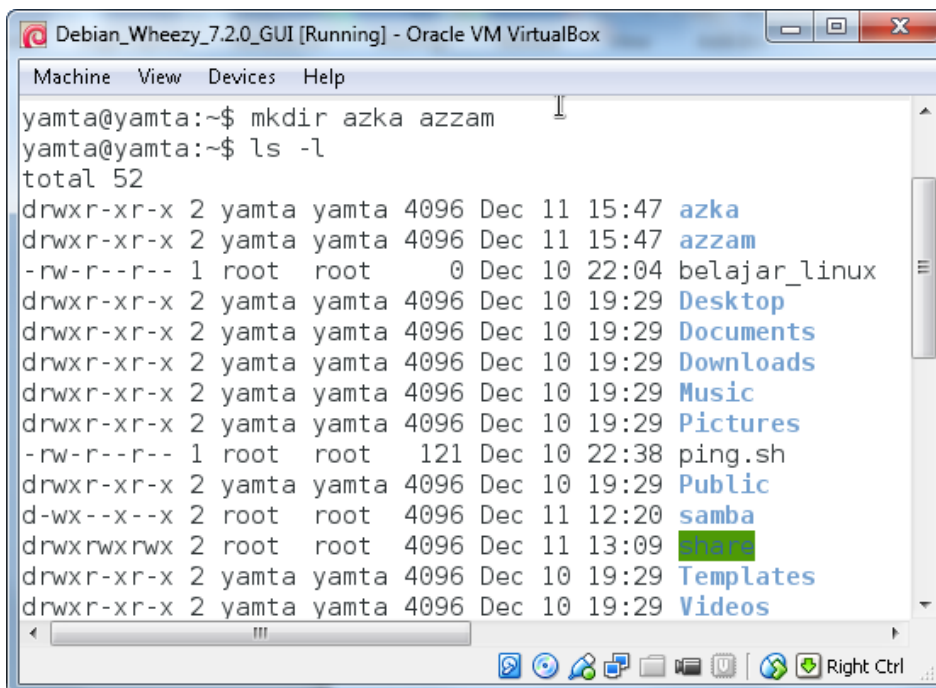 Debian_Wheezy_7.2.0_GUI [Running] - Oracle VM VirtualBox
Machine View Devices Help
yamta@yamta:~$ mkdir azka azzam
yamta@yamta:~$ ls -l
total 52
drwxr-xr-x 2 yamta yamta 4096 Dec 11 15:47 azka
drwxr-xr-x 2 yamta yamta 4096 Dec 11 15:47 azzam
-rw-r--r-- 1 root root 0 Dec 10 22:04 belajar_linux
drwxr-xr-x 2 yamta yamta 4096 Dec 10 19:29 Desktop
drwxr-xr-x 2 yamta yamta 4096 Dec 10 19:29 Documents
drwxr-xr-x 2 yamta yamta 4096 Dec 10 19:29 Downloads
drwxr-xr-x 2 yamta yamta 4096 Dec 10 19:29 Music
drwxr-xr-x 2 yamta yamta 4096 Dec 10 19:29 Pictures
-rw-r--r-- 1 root root 121 Dec 10 22:38 ping.sh
drwxr-xr-x 2 yamta yamta 4096 Dec 10 19:29 Public
d-wx--x--x 2 root root 4096 Dec 11 12:20 samba
drwxrwxrwx 2 root root 4096 Dec 11 13:09 share
drwxr-xr-x 2 yamta yamta 4096 Dec 10 19:29 Templates
drwxr-xr-x 2 yamta yamta 4096 Dec 10 19:29 Videos
Right Ctrl